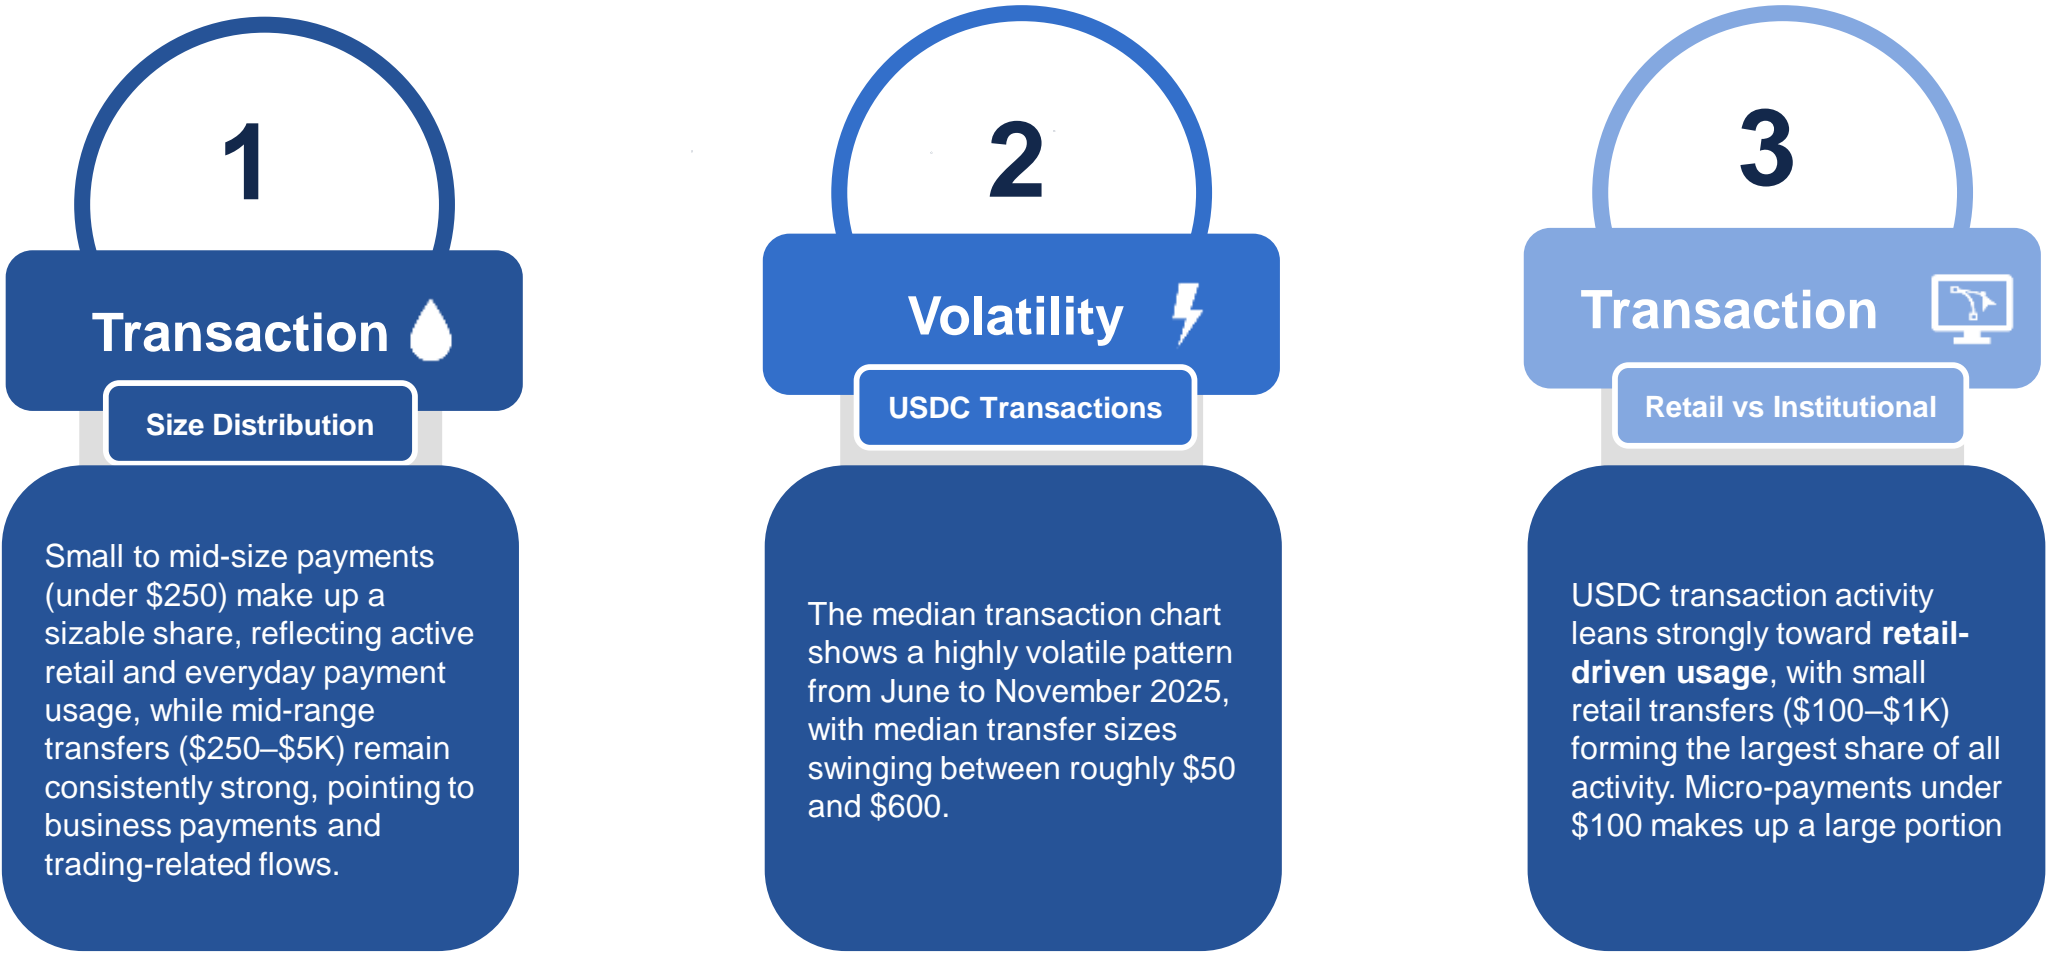 1
Transaction
Size Distribution
Small to mid-size payments
(under $250) make up a
sizable share, reflecting active
retail and everyday payment
usage, while mid-range
transfers ($250–$5K) remain
consistently strong, pointing to
business payments and
trading-related flows.
2
Volatility
USDC Transactions
The median transaction chart
shows a highly volatile pattern
from June to November 2025,
with median transfer sizes
swinging between roughly $50
and $600.
3
Transaction
Retail vs Institutional
USDC transaction activity
leans strongly toward retail-
driven usage, with small
retail transfers ($100–$1K)
forming the largest share of all
activity. Micro-payments under
$100 makes up a large portion